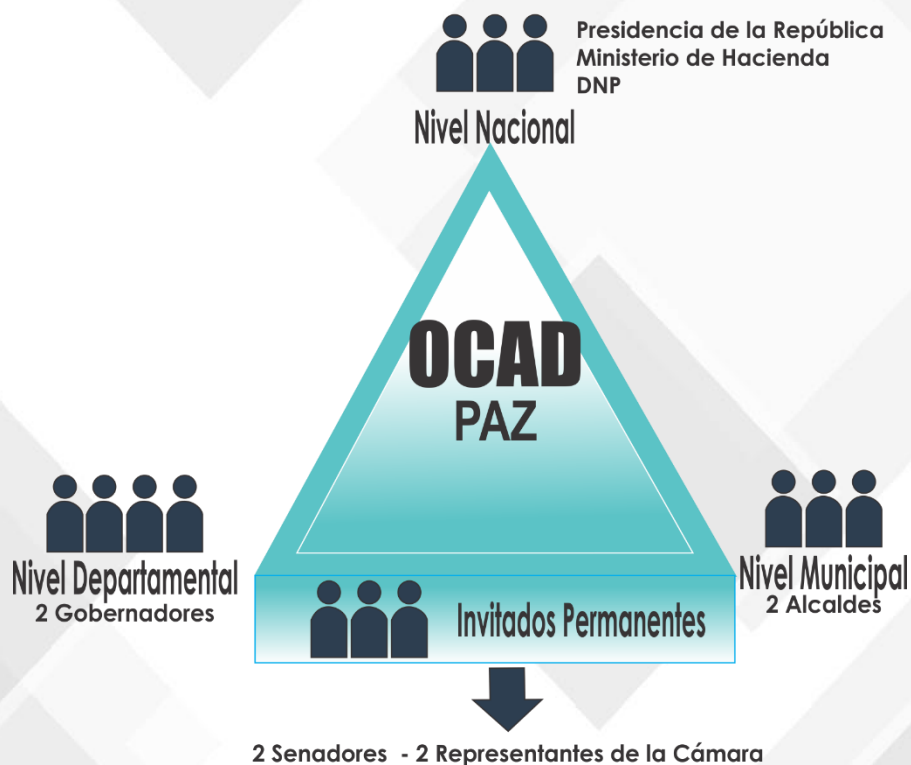 Presidencia de la República
Ministerio de Hacienda
DNP
Nivel Nacional
OCAD
PAZ
Nivel Departamental
2 Gobernadores
Nivel Municipal
2 Alcaldes
Invitados Permanentes
2 Senadores - 2 Representantes de la Cámara